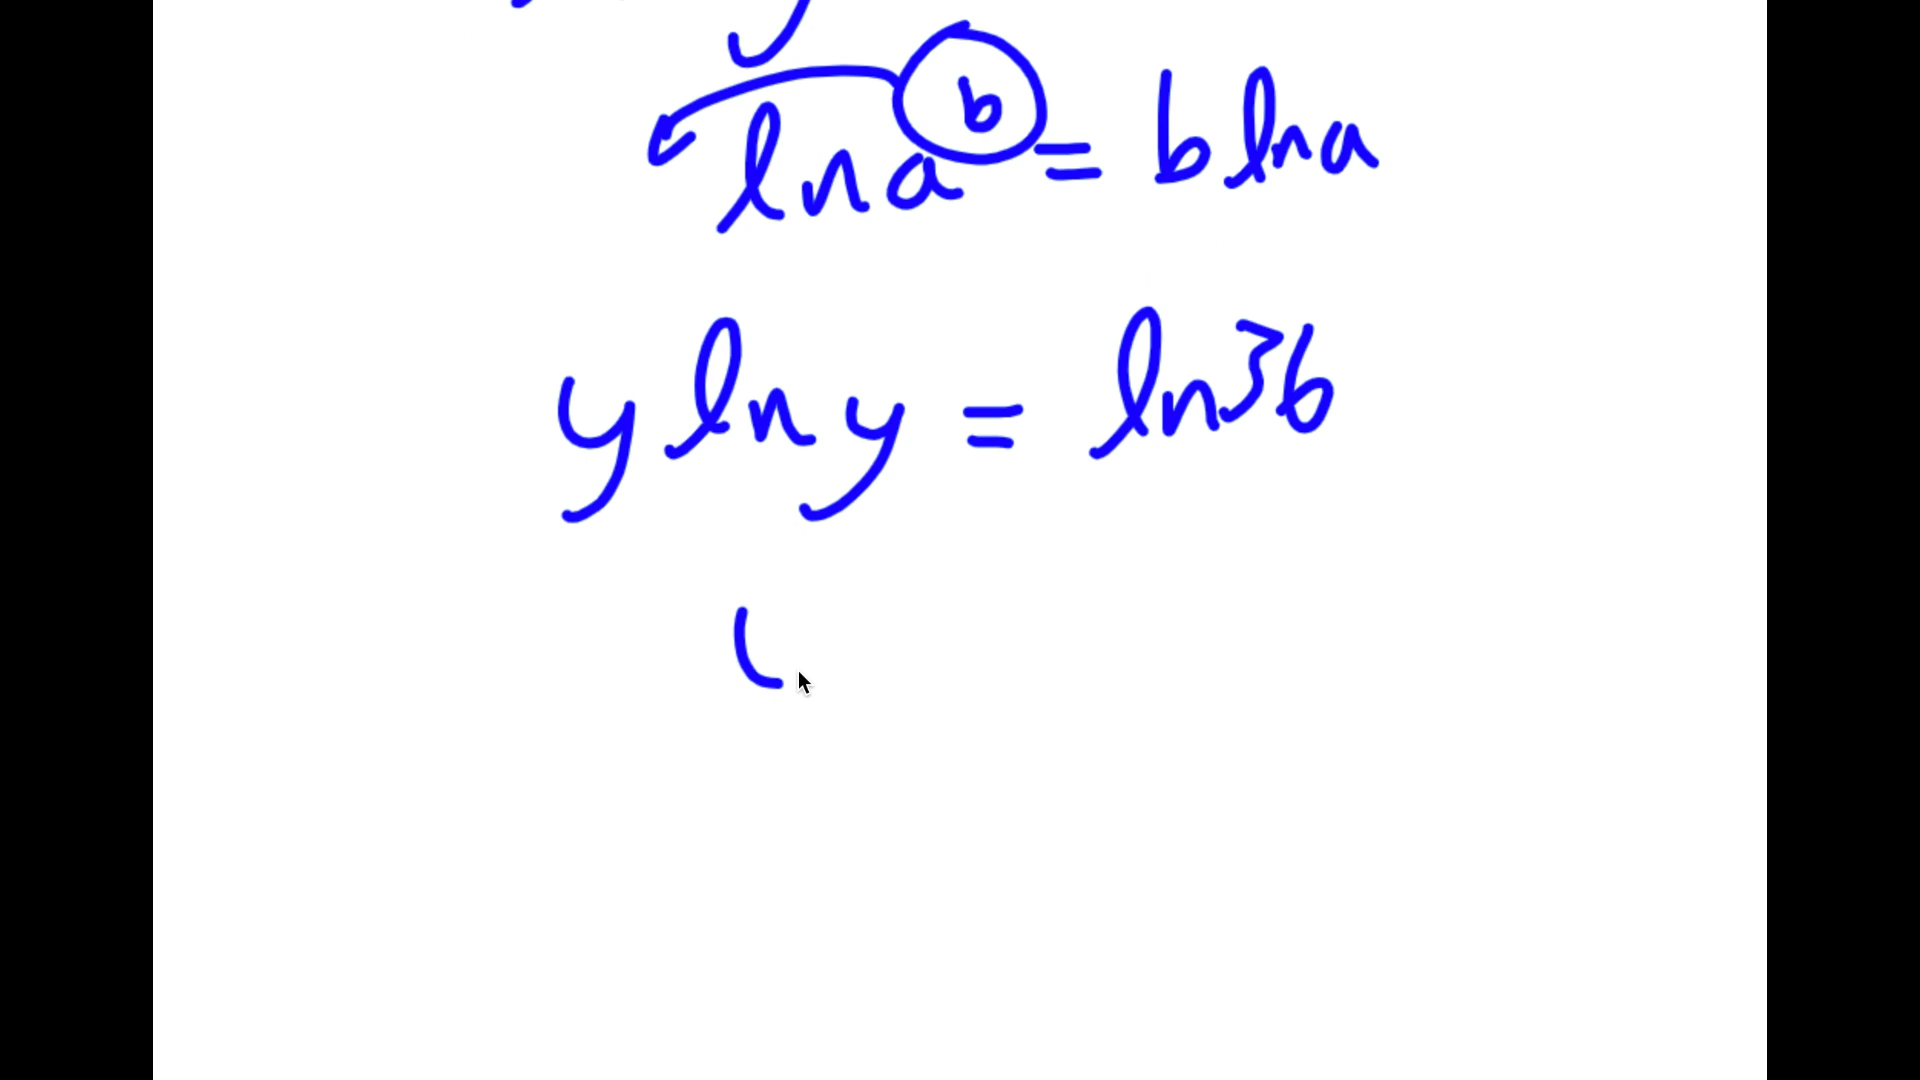 ln a^b = b ln a
y ln y = ln 36